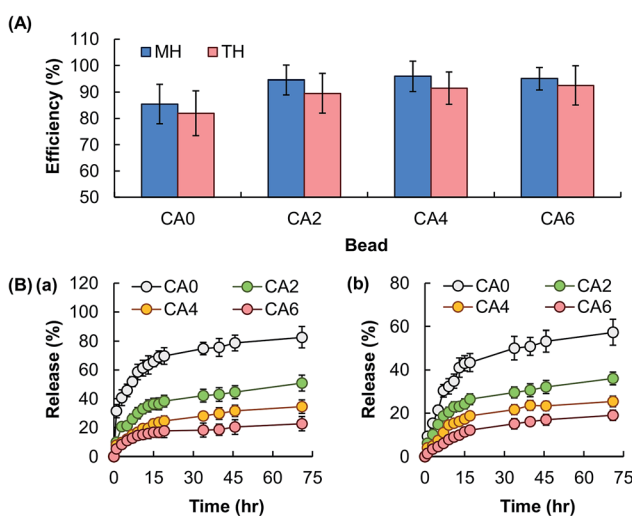 (A)
Efficiency (%)
110
100
90
80
70
60
50
MH TH
CA0 CA2 CA4 CA6
Bead
(B) (a)
Release (%)
120
100
80
60
40
20
0
CA0 CA2
CA4 CA6
0 15 30 45 60 75
Time (hr)
(b)
Release (%)
80
60
40
20
0
CA0 CA2
CA4 CA6
0 15 30 45 60 75
Time (hr)